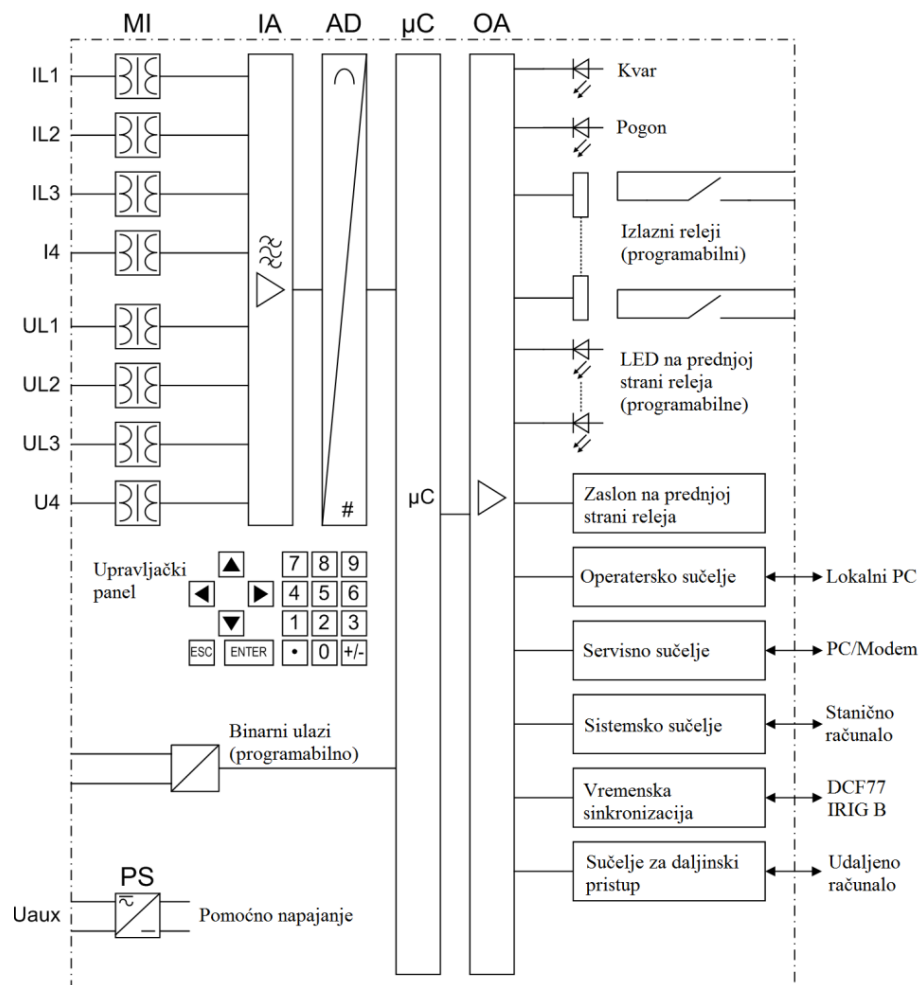 MI IA AD µC OA
IL1
IL2
IL3
I4
UL1
UL2
UL3
U4
#
µC
Kvar
Pogon
Izlazni releji
(programabilni)
LED na prednjoj
strani releja
(programabilne)
Zaslon na prednjoj
strani releja
Operatersko sučelje
Lokalni PC
Servisno sučelje
PC/Modem
Sistemsko sučelje
Stanično
računalo
Vremenska
sinkronizacija
DCF77
IRIG B
Sučelje za daljinski
pristup
Udaljeno
računalo
Upravljački
panel
7 8 9
4 5 6
1 2 3
ESC ENTER • 0 +/-
Binarni ulazi
(programabilno)
PS
Uaux
Pomoćno napajanje